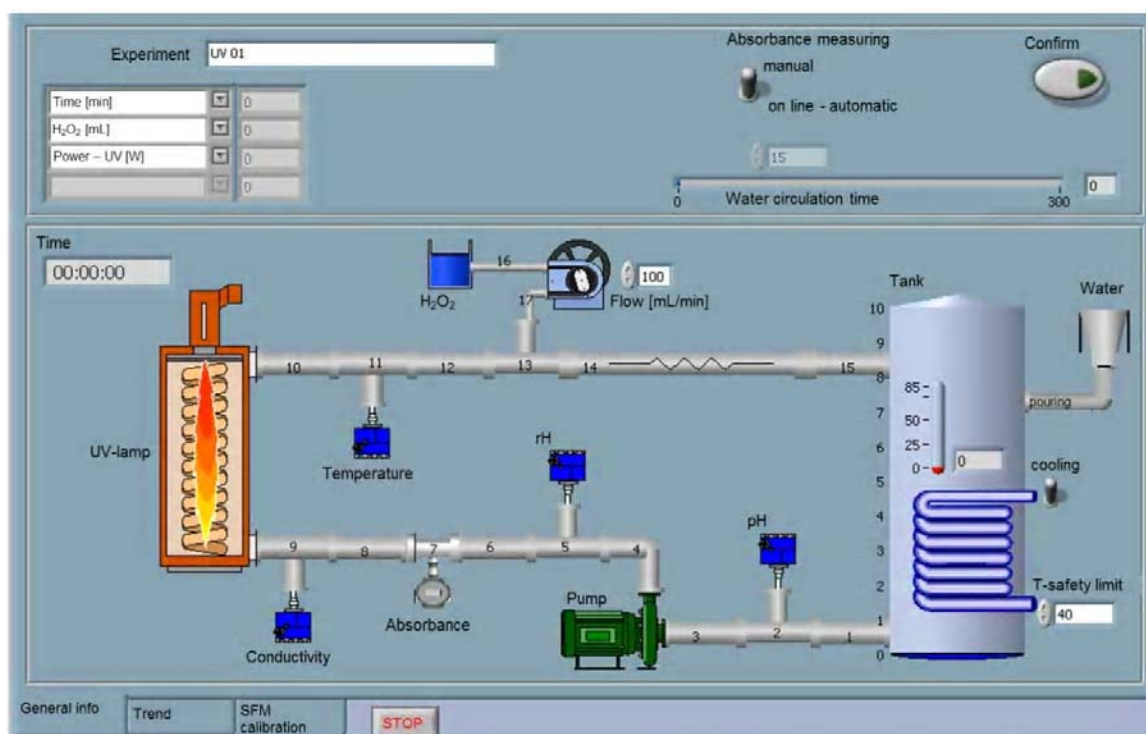 Experiment UV 01
Absorbance measuring
manual
on line - automatic
Confirm
Time [min] 0
H₂O₂ [mL] 0
Power – UV [W] 0
0
15
0 Water circulation time 300
0
Time
00:00:00
16
H₂O₂
17
100
Flow [mL/min]
Tank
Water
10 11 12 13 14 15
10
9
8
7
6
5
4
3
2
1
0
85
50
25
0
0
pouring
cooling
T-safety limit
40
UV-lamp
Temperature
rH
pH
9 8 7 6 5 4
Absorbance
Conductivity
Pump
3 2 1
General info
Trend
SFM
calibration
STOP